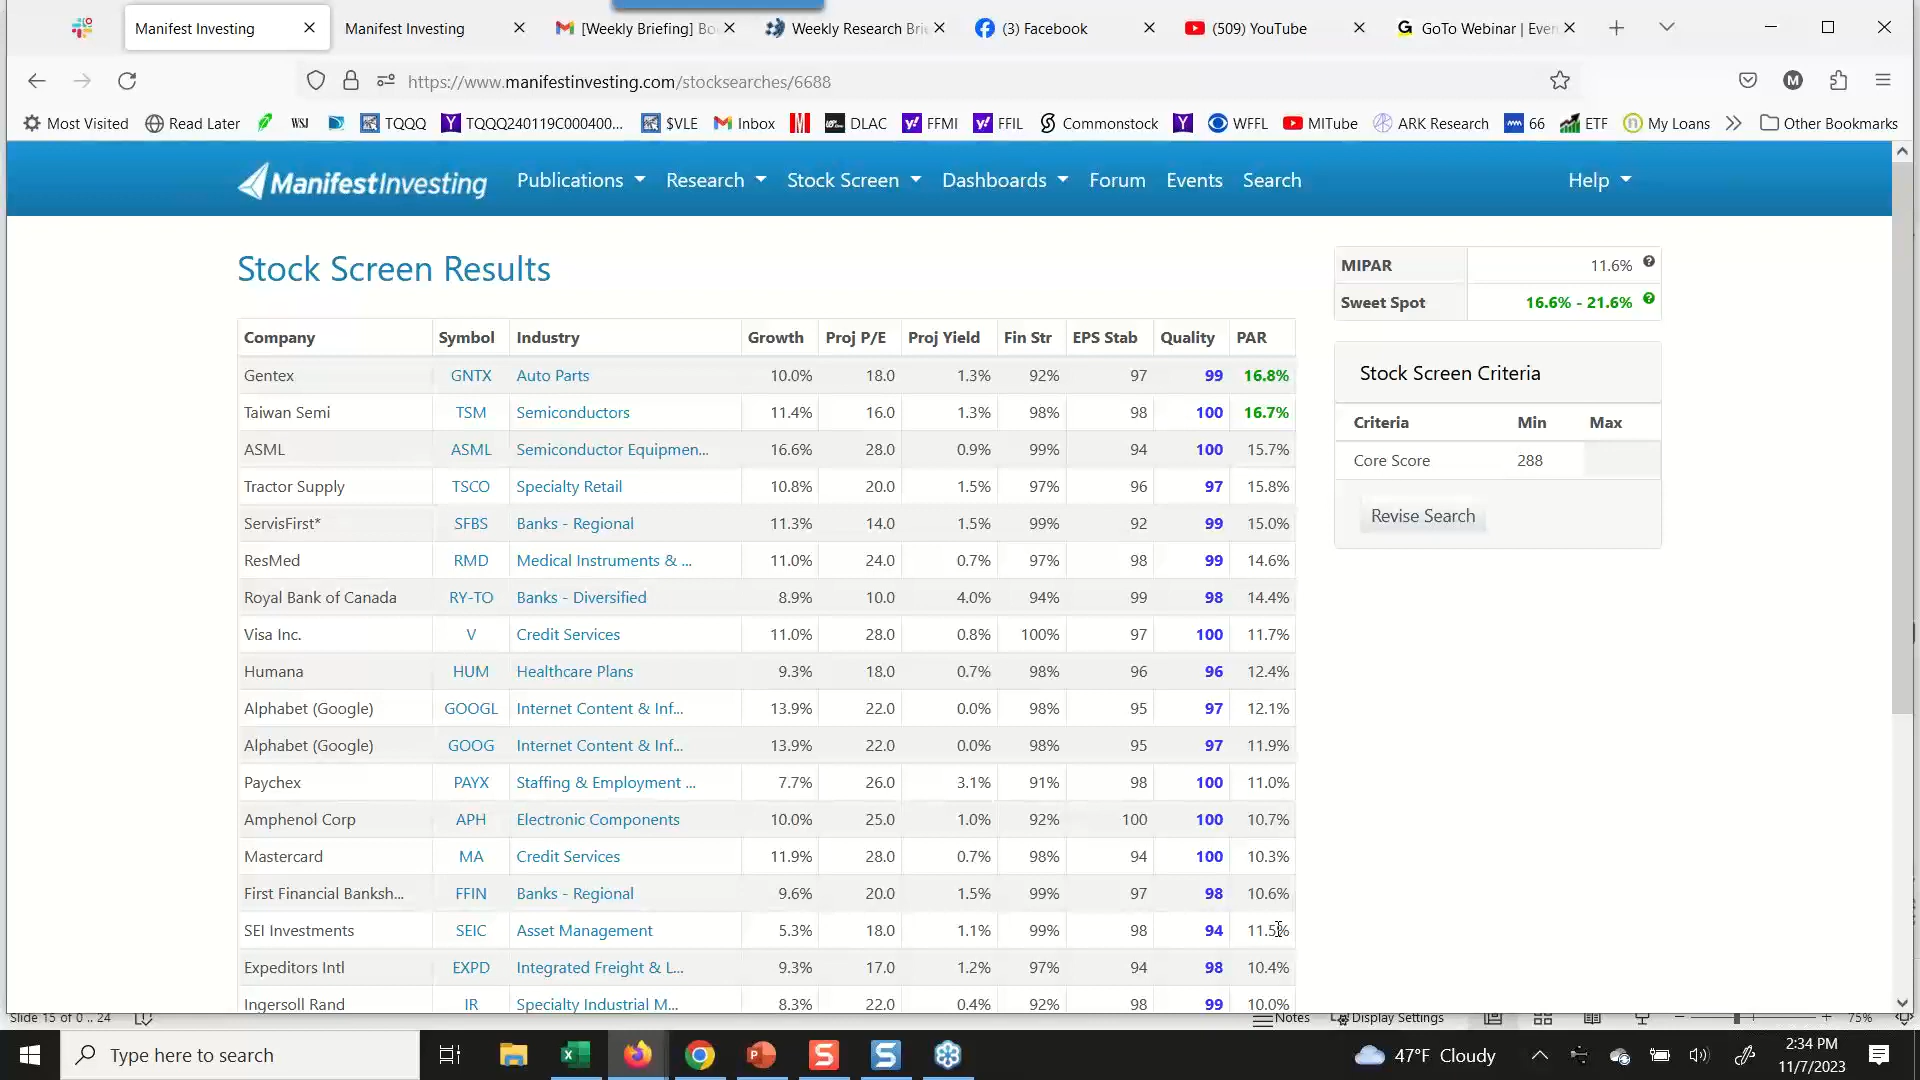 Manifest Investing
Manifest Investing
[Weekly Briefing] Bo
Weekly Research Brie
(3) Facebook
(509) YouTube
GoTo Webinar | Ever
https://www.manifestinvesting.com/stocksearches/6688
Most Visited
Read Later
WSJ
TQQQ
TQQQ240119C000400...
$VLE
Inbox
DLAC
FFMI
FFIL
Commonstock
WFFL
MITube
ARK Research
66
ETF
My Loans
Other Bookmarks
ManifestInvesting
Publications
Research
Stock Screen
Dashboards
Forum
Events
Search
Help
Stock Screen Results
MIPAR 11.6%
Sweet Spot 16.6% - 21.6%
Stock Screen Criteria
Criteria Min Max
Core Score 288
Revise Search
Company Symbol Industry Growth Proj P/E Proj Yield Fin Str EPS Stab Quality PAR
Gentex GNTX Auto Parts 10.0% 18.0 1.3% 92% 97 99 16.8%
Taiwan Semi TSM Semiconductors 11.4% 16.0 1.3% 98% 98 100 16.7%
ASML ASML Semiconductor Equipmen... 16.6% 28.0 0.9% 99% 94 100 15.7%
Tractor Supply TSCO Specialty Retail 10.8% 20.0 1.5% 97% 96 97 15.8%
ServisFirst* SFBS Banks - Regional 11.3% 14.0 1.5% 99% 92 99 15.0%
ResMed RMD Medical Instruments & ... 11.0% 24.0 0.7% 97% 98 99 14.6%
Royal Bank of Canada RY-TO Banks - Diversified 8.9% 10.0 4.0% 94% 99 98 14.4%
Visa Inc. V Credit Services 11.0% 28.0 0.8% 100% 97 100 11.7%
Humana HUM Healthcare Plans 9.3% 18.0 0.7% 98% 96 96 12.4%
Alphabet (Google) GOOGL Internet Content & Inf... 13.9% 22.0 0.0% 98% 95 97 12.1%
Alphabet (Google) GOOG Internet Content & Inf... 13.9% 22.0 0.0% 98% 95 97 11.9%
Paychex PAYX Staffing & Employment ... 7.7% 26.0 3.1% 91% 98 100 11.0%
Amphenol Corp APH Electronic Components 10.0% 25.0 1.0% 92% 100 100 10.7%
Mastercard MA Credit Services 11.9% 28.0 0.7% 98% 94 100 10.3%
First Financial Banksh... FFIN Banks - Regional 9.6% 20.0 1.5% 99% 97 98 10.6%
SEI Investments SEIC Asset Management 5.3% 18.0 1.1% 99% 98 94 11.5%
Expeditors Intl EXPD Integrated Freight & L... 9.3% 17.0 1.2% 97% 94 98 10.4%
Ingersoll Rand IR Specialty Industrial M... 8.3% 22.0 0.4% 92% 98 99 10.0%
Slide 15 of 0 .. 24
Notes
Display Settings
75%
Type here to search
47°F Cloudy
2:34 PM
11/7/2023